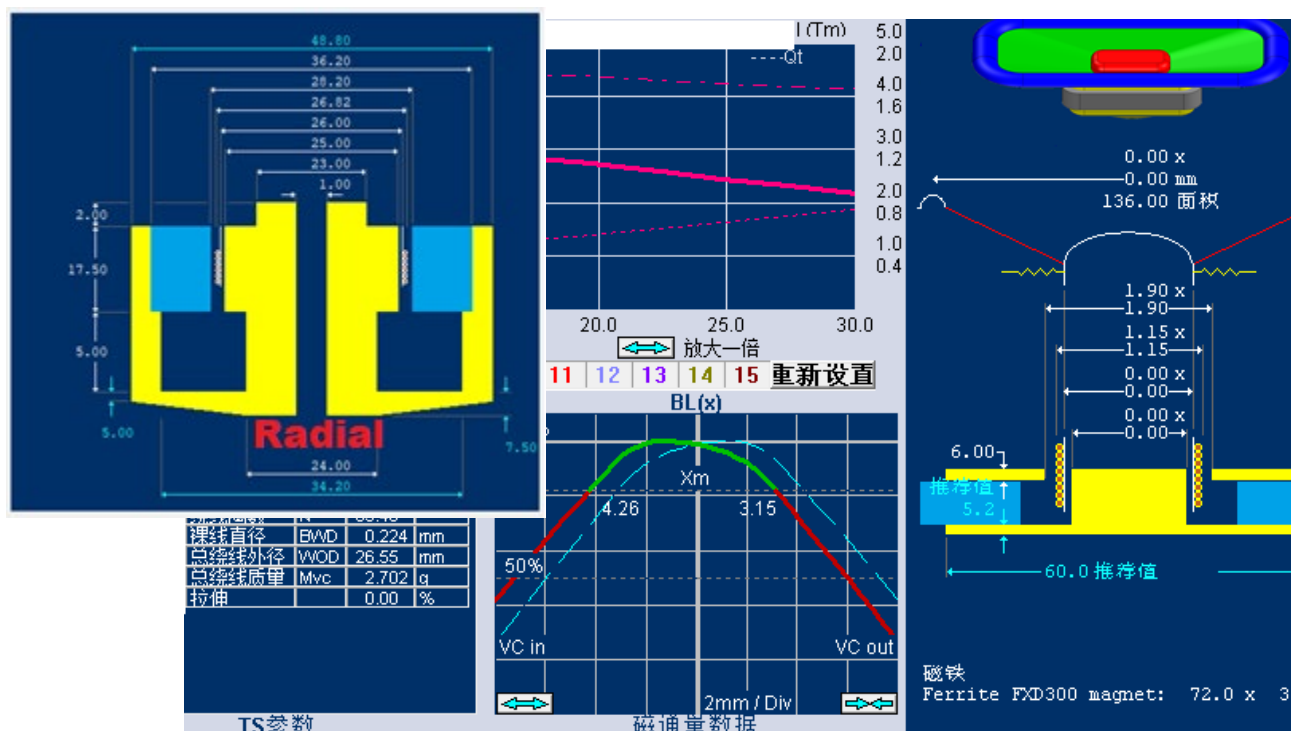 48.80
36.20
28.20
26.82
26.00
25.00
23.00
1.00
2.00
17.50
5.00
5.00
7.50
Radial
24.00
34.20
l (Tm)
----Qt
5.0
2.0
4.0
1.6
3.0
1.2
2.0
0.8
1.0
0.4
20.0 25.0 30.0
放大一倍
11 12 13 14 15 重新设置
BL(x)
Xm
4.26 3.15
50%
VC in VC out
2mm / Div
裸线直径 BWD 0.224 mm
总绕线外径 WOD 26.55 mm
总绕线质量 Mvc 2.702 g
拉伸 0.00 %
TS参数
磁通量数据
0.00 x
0.00 mm
136.00 面积
1.90 x
1.90
1.15 x
1.15
0.00 x
0.00
0.00 x
0.00
6.00
推荐值
5.2
60.0 推荐值
磁铁
Ferrite FXD300 magnet: 72.0 x 3